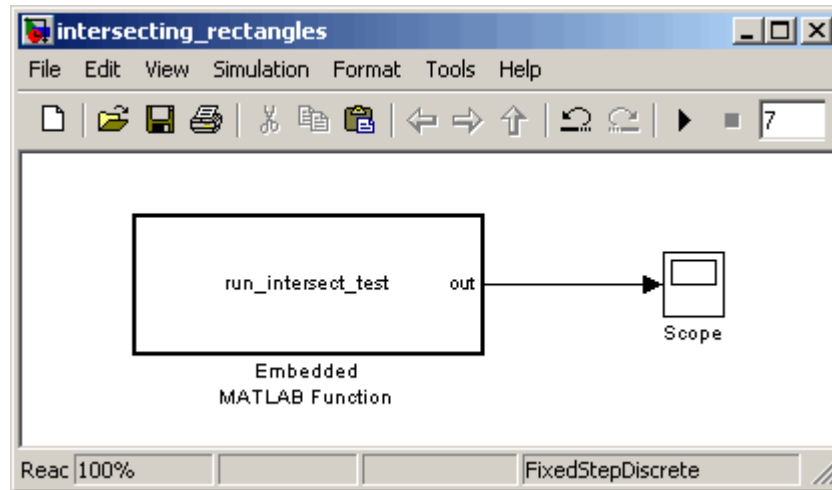 intersecting_rectangles
File Edit View Simulation Format Tools Help
7
run_intersect_test out
Scope
Embedded
MATLAB Function
Reac 100% FixedStepDiscrete